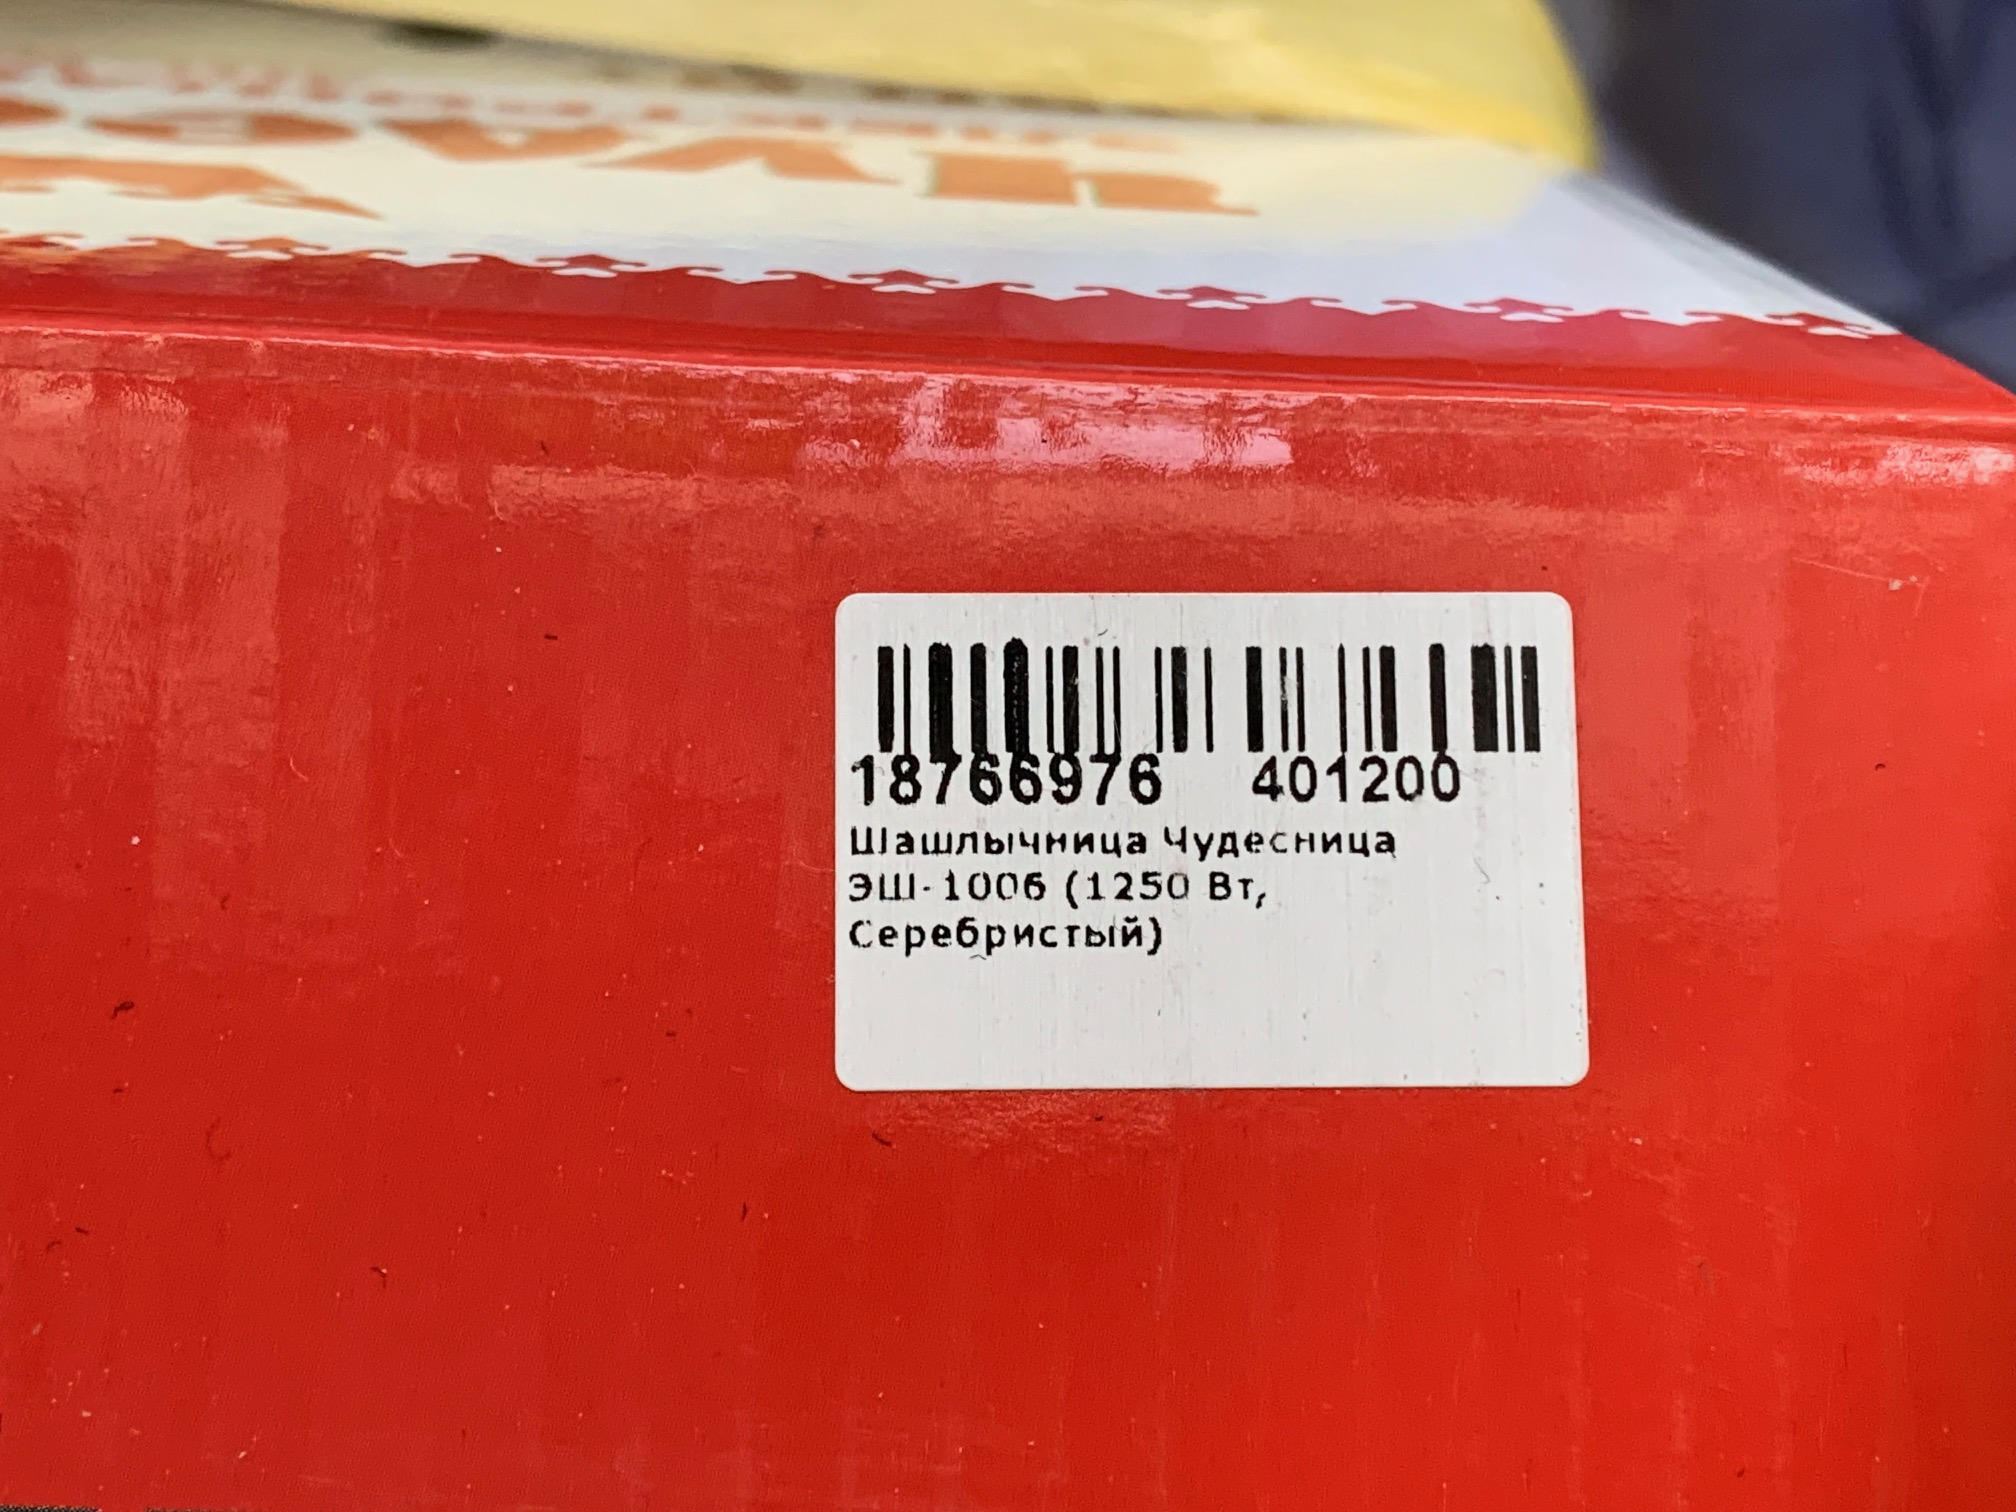 18766976 401200
Шашлычница Чудесница
ЭШ-1006 (1250 Вт,
Серебристый)